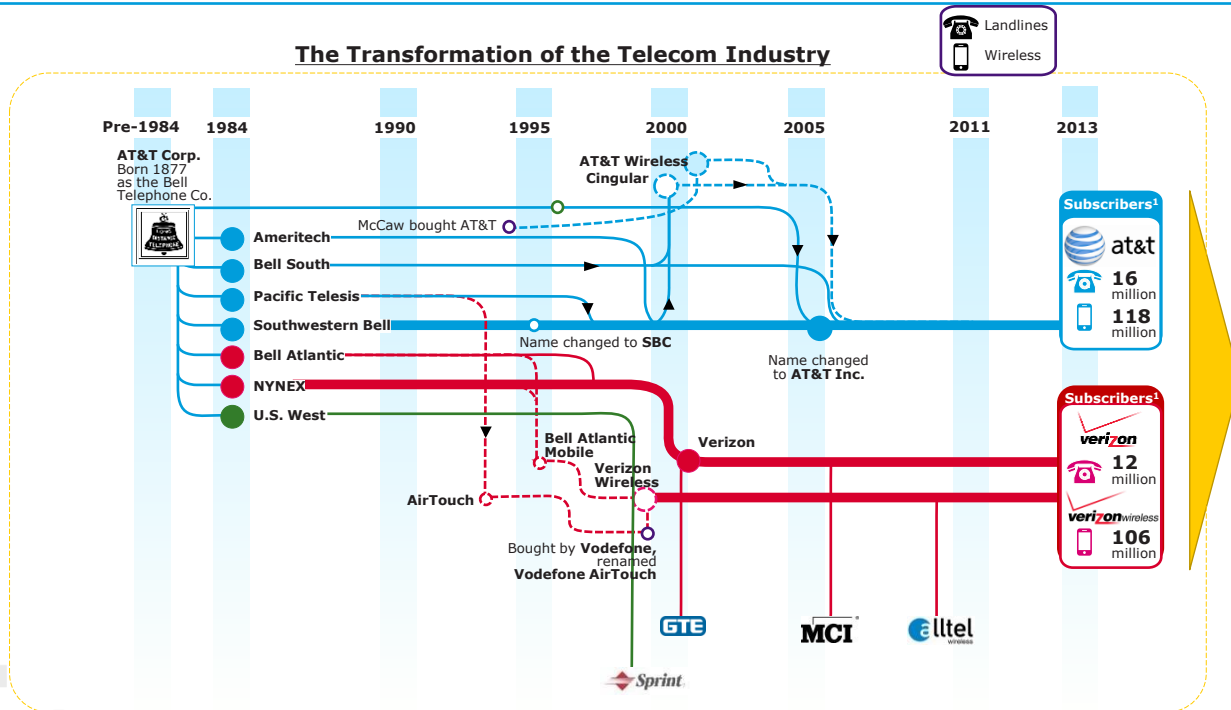 Landlines
Wireless
The Transformation of the Telecom Industry
Pre-1984
1984
1990
1995
2000
2005
2011
2013
AT&T Corp.
Born 1877
as the Bell
Telephone Co.
LONG
DISTANCE
TELEPHONE
AT&T Wireless
Cingular
McCaw bought AT&T
Ameritech
Bell South
Pacific Telesis
Southwestern Bell
Name changed to SBC
Name changed
to AT&T Inc.
Bell Atlantic
NYNEX
U.S. West
Bell Atlantic
Mobile
Verizon
Wireless
Verizon
AirTouch
Bought by Vodefone,
renamed
Vodefone AirTouch
GTE
MCI
®
alltel
wireless
Sprint
Subscribers1
at&t
16
million
118
million
Subscribers1
verizon
12
million
verizonwireless
106
million